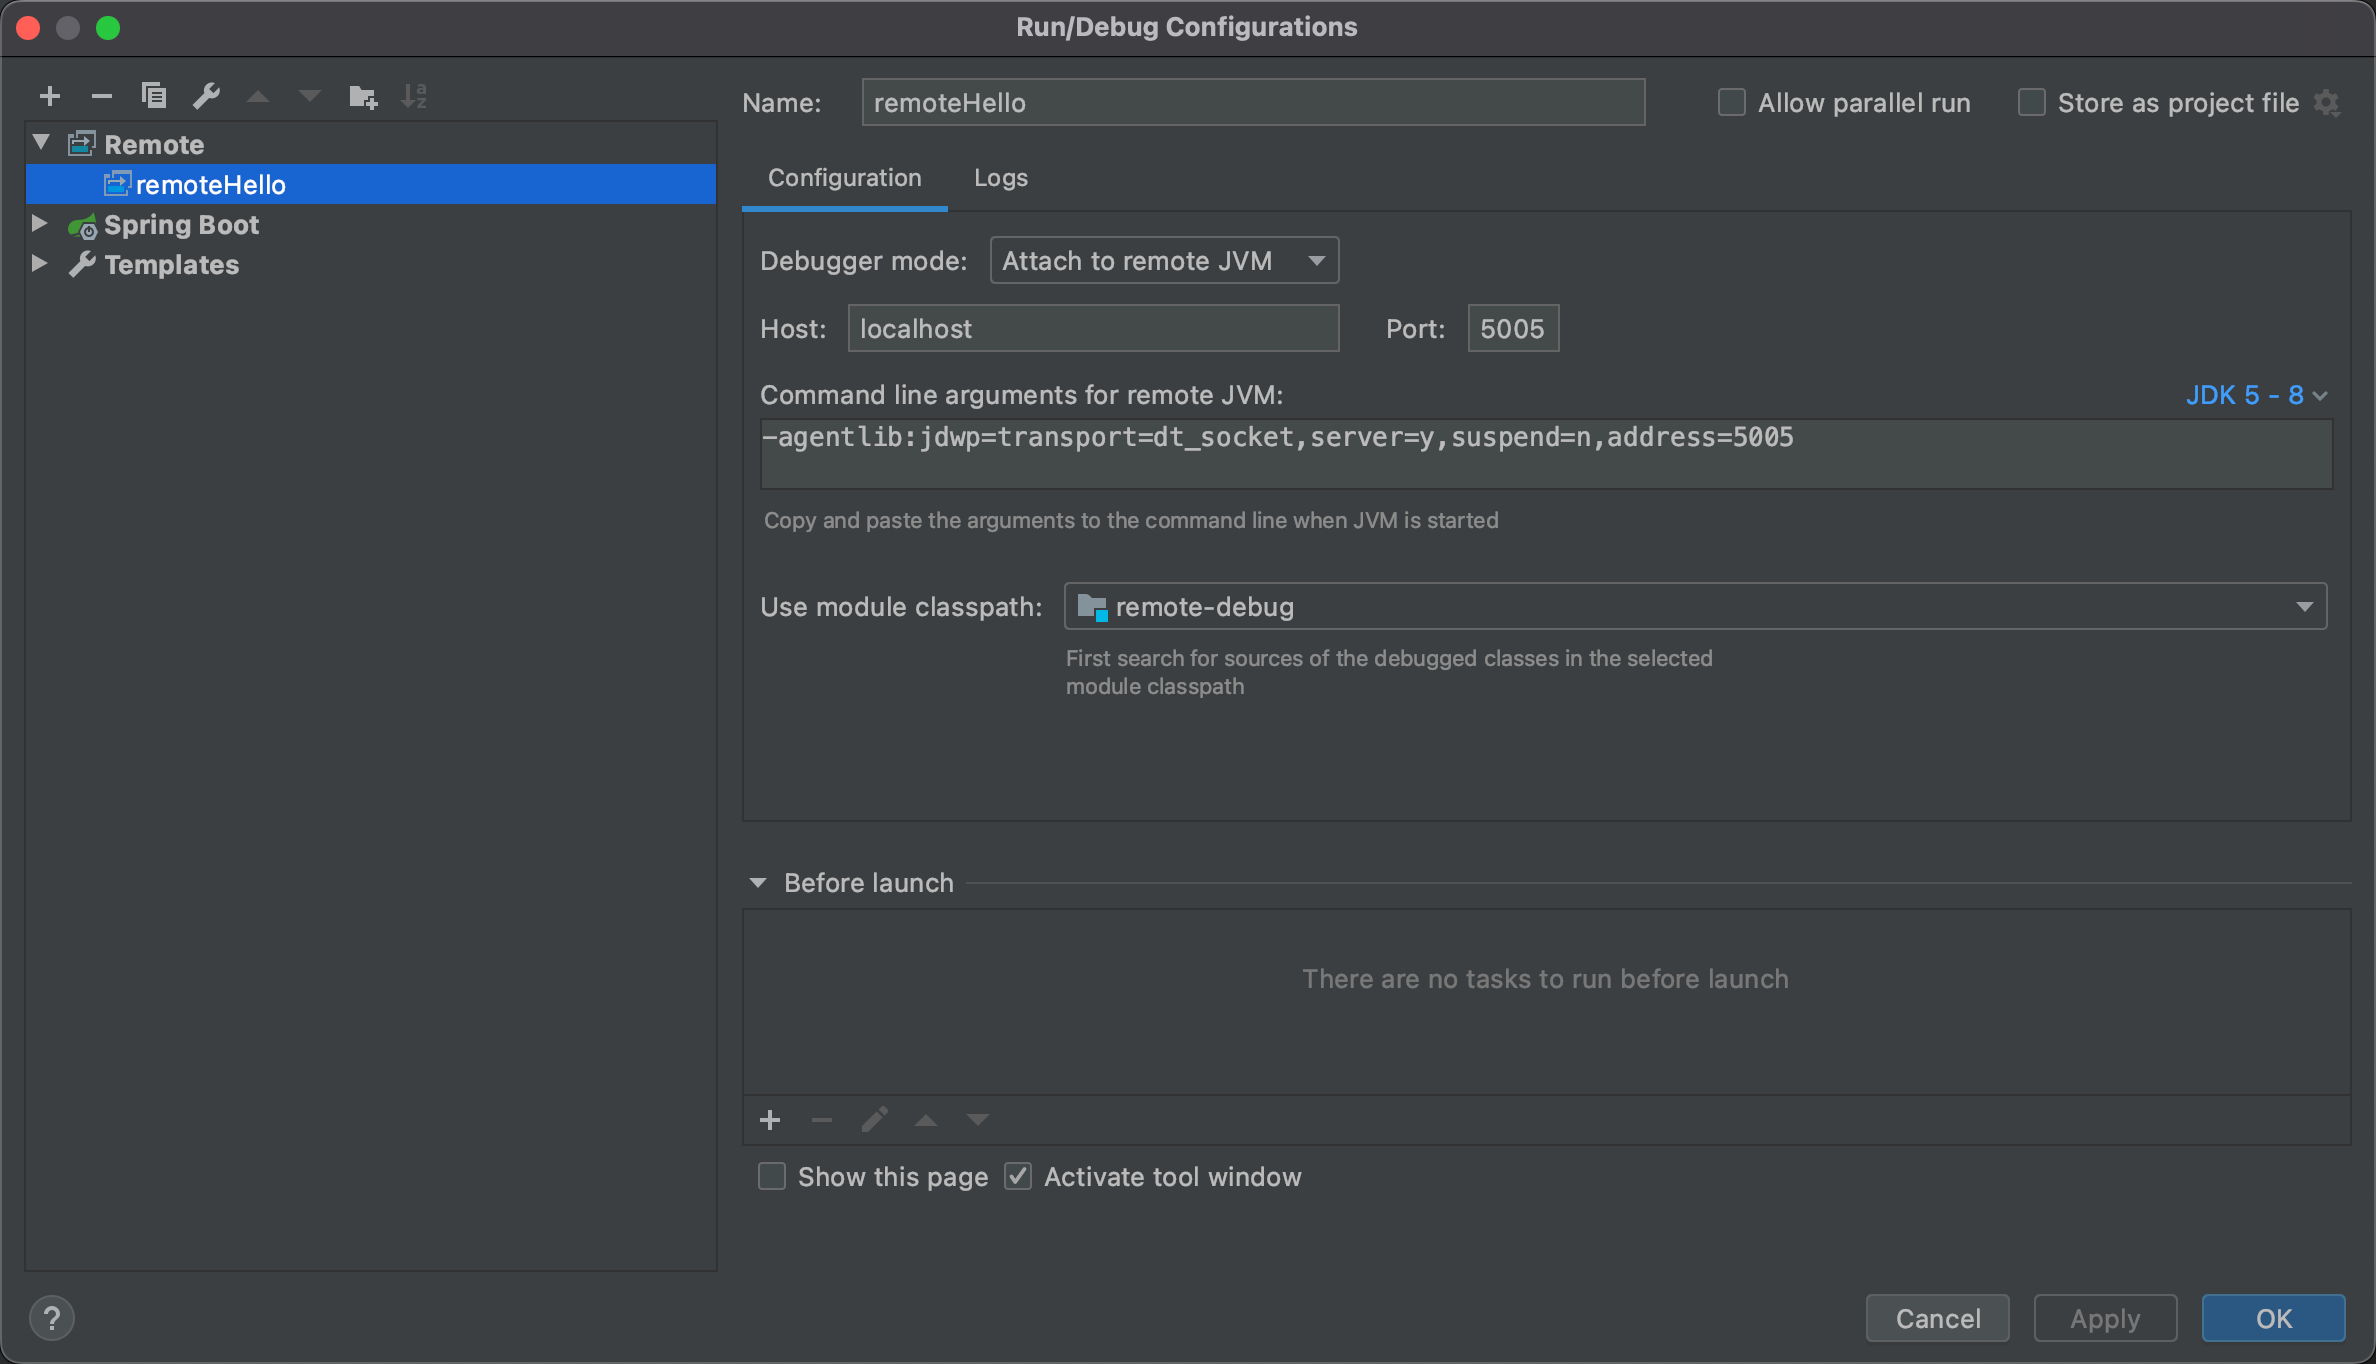 Run/Debug Configurations
Remote
remoteHello
Spring Boot
Templates
Name: remoteHello Allow parallel run Store as project file
Configuration Logs
Debugger mode: Attach to remote JVM
Host: localhost Port: 5005
Command line arguments for remote JVM: JDK 5 - 8
-agentlib:jdwp=transport=dt_socket,server=y,suspend=n,address=5005
Copy and paste the arguments to the command line when JVM is started
Use module classpath: remote-debug
First search for sources of the debugged classes in the selected
module classpath
Before launch
There are no tasks to run before launch
Show this page Activate tool window
? Cancel Apply OK